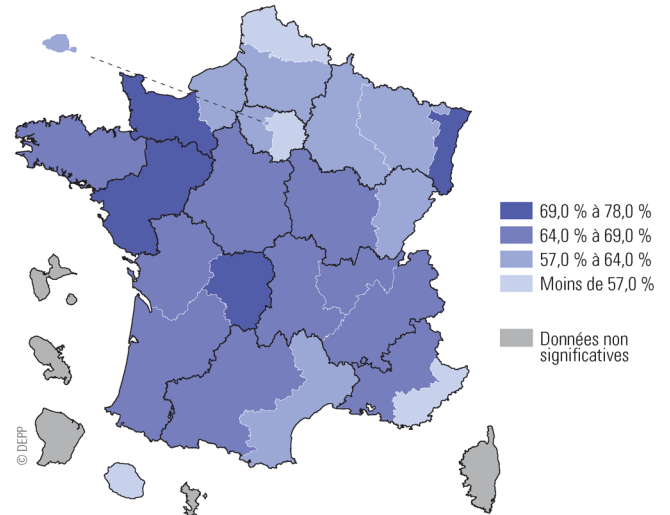 69,0 % à 78,0 %
64,0 % à 69,0 %
57,0 % à 64,0 %
Moins de 57,0 %
Données non
significatives
© DEPP